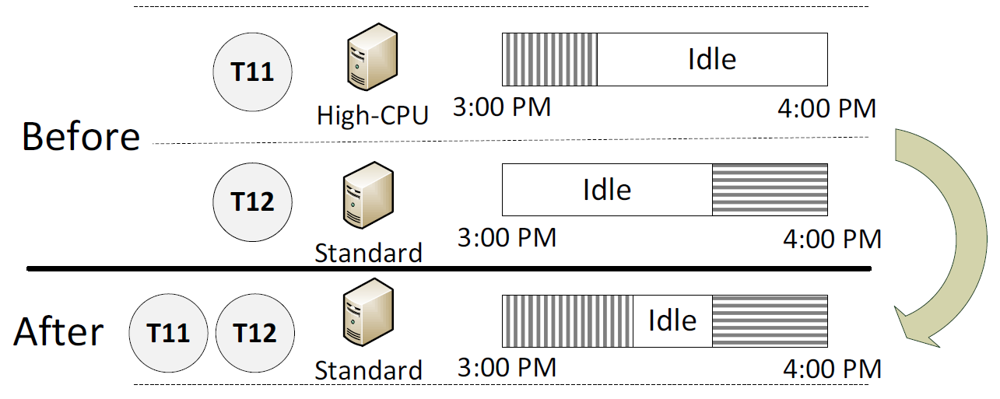 T11
Idle
High-CPU
3:00 PM
4:00 PM
Before
T12
Idle
Standard
3:00 PM
4:00 PM
After
T11
T12
Idle
Standard
3:00 PM
4:00 PM